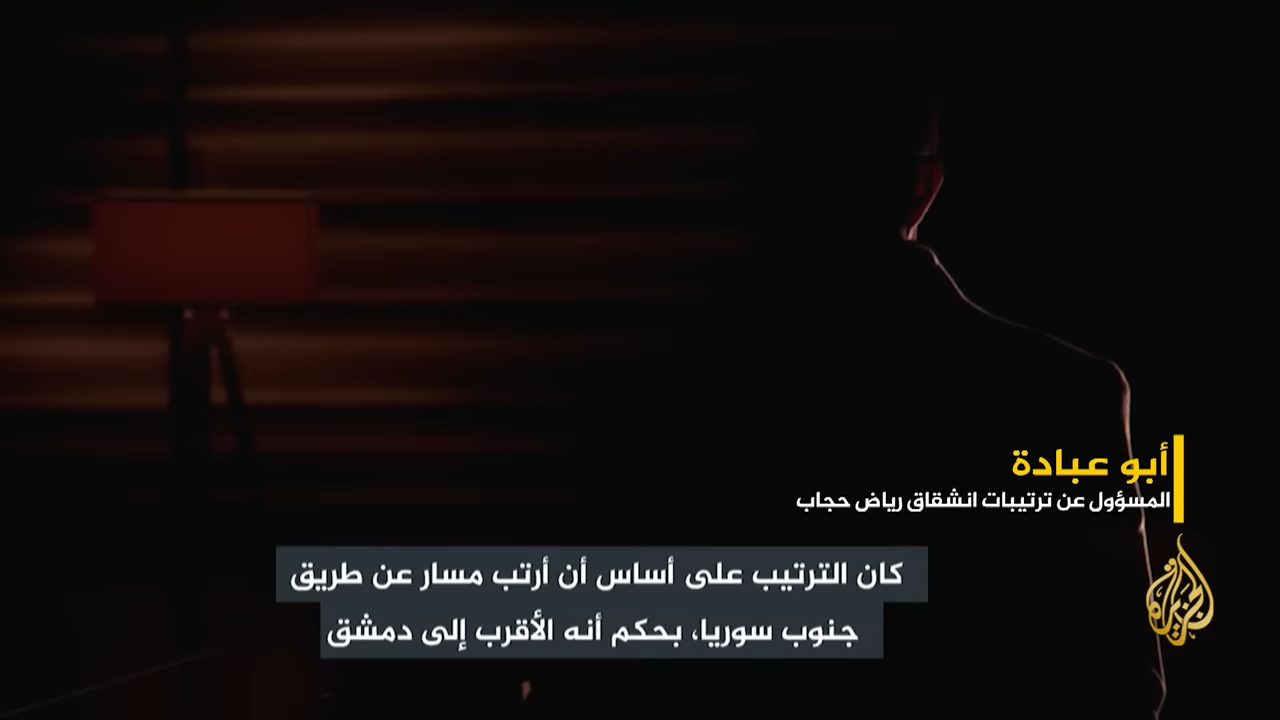 أبو عبادة
المسؤول عن ترتيبات انشقاق رياض حجاب
كان الترتيب على أساس أن أرتب مسار عن طريق
جنوب سوريا، بحكم أنه الأقرب إلى دمشق
الجزيرة